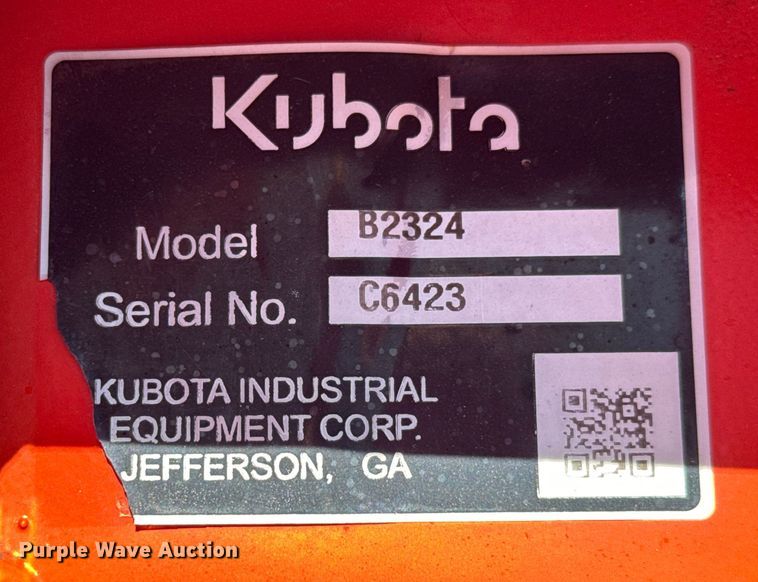 Kubota
Model B2324
Serial No. C6423
KUBOTA INDUSTRIAL
EQUIPMENT CORP.
JEFFERSON, GA
Purple Wave Auction